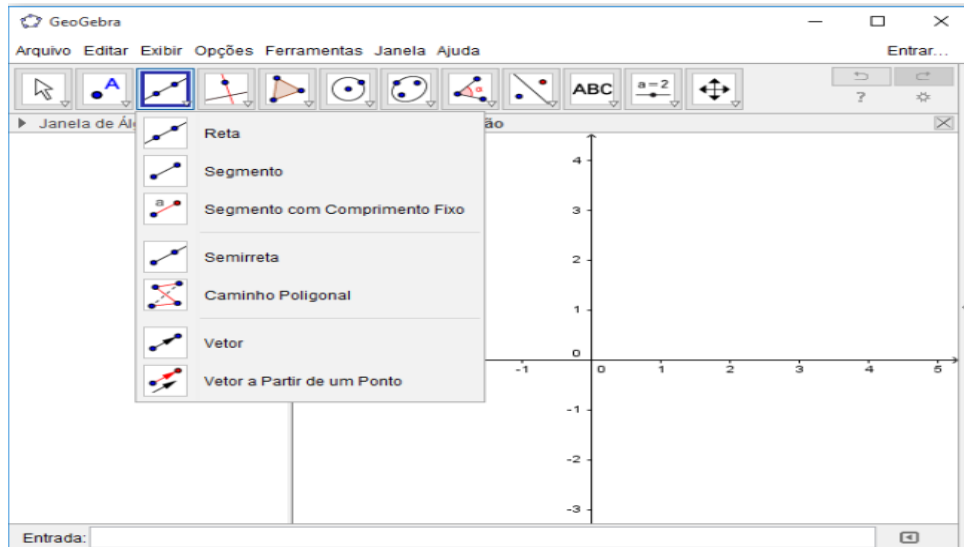 GeoGebra
Arquivo Editar Exibir Opções Ferramentas Janela Ajuda Entrar...
A ABC a=2 ?
Janela de Ál ão
Reta
Segmento
a
Segmento com Comprimento Fixo
Semirreta
Caminho Poligonal
Vetor
Vetor a Partir de um Ponto
4
3
2
1
0
-1 0 1 2 3 4 5
-1
-2
-3
Entrada: